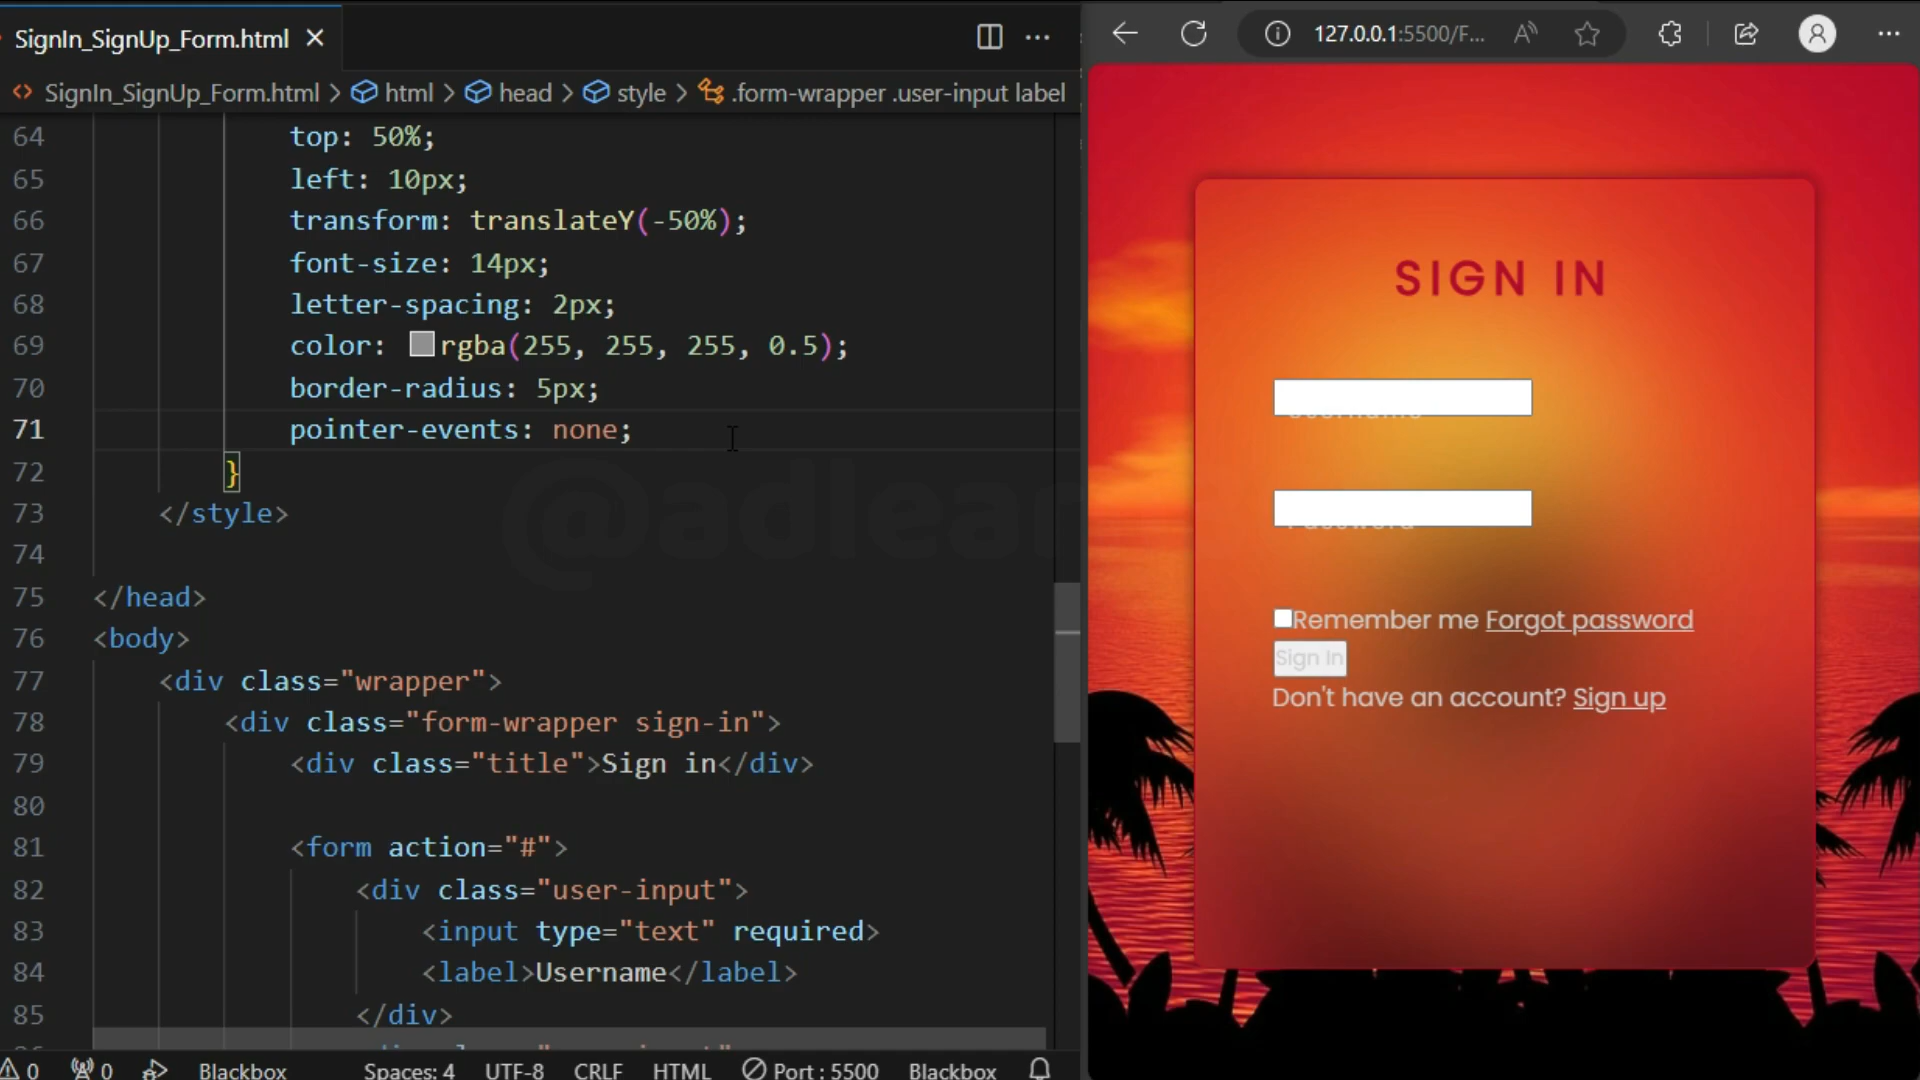 SignIn_SignUp_Form.html
127.0.0.1:5500/F...
SignIn_SignUp_Form.html > html > head > style > .form-wrapper .user-input label
64 top: 50%;
65 left: 10px;
66 transform: translateY(-50%);
67 font-size: 14px;
68 letter-spacing: 2px;
69 color: rgba(255, 255, 255, 0.5);
70 border-radius: 5px;
71 pointer-events: none;
72 }
73 </style>
74
75 </head>
76 <body>
77 <div class="wrapper">
78 <div class="form-wrapper sign-in">
79 <div class="title">Sign in</div>
80
81 <form action="#">
82 <div class="user-input">
83 <input type="text" required>
84 <label>Username</label>
85 </div>
@adlear
0 0 Blackbox Spaces: 4 UTF-8 CRLF HTML Port : 5500 Blackbox
SIGN IN
Remember me Forgot password
Sign In
Don't have an account? Sign up